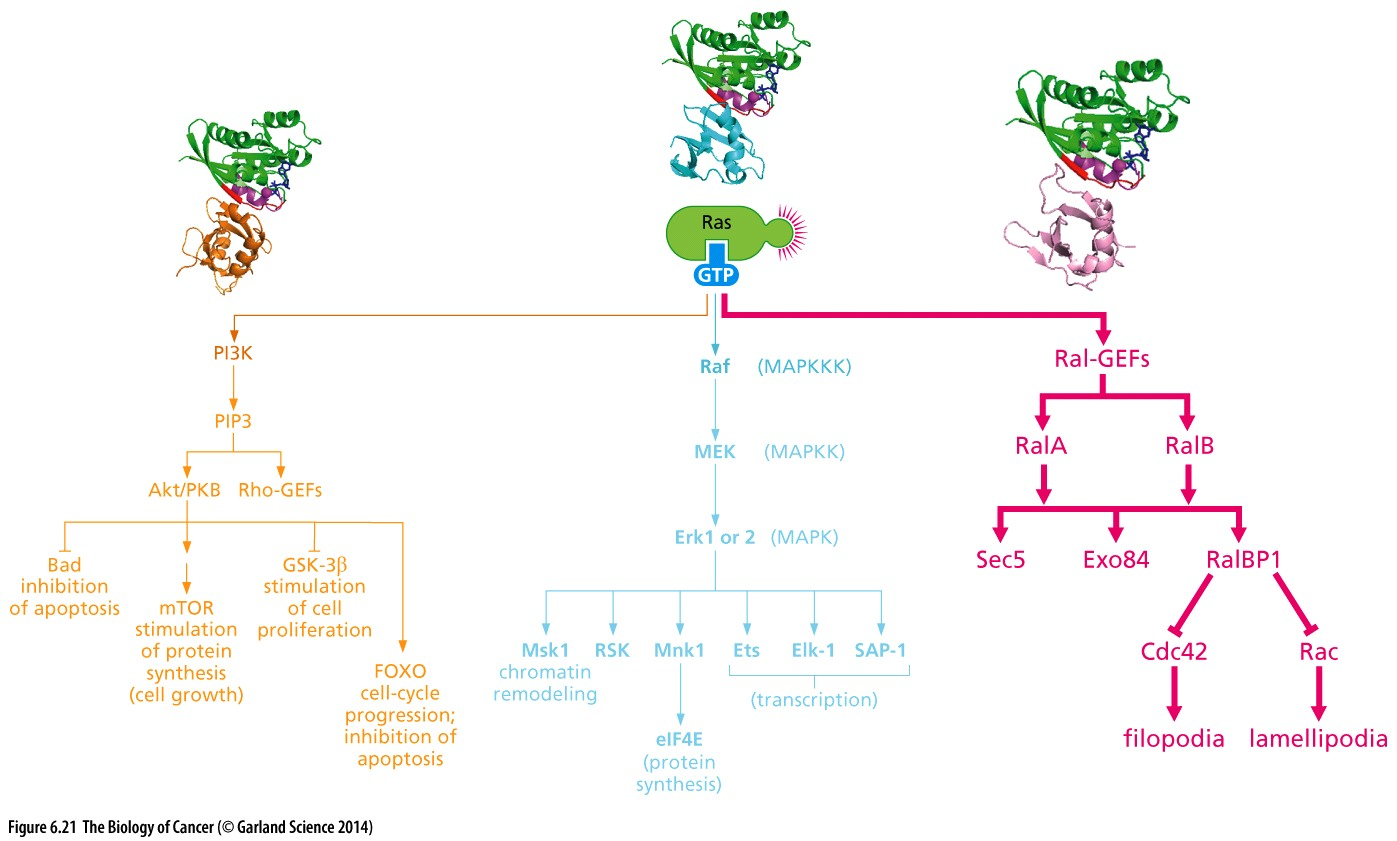 Ras
GTP
PI3K
PIP3
Akt/PKB
Rho-GEFs
Bad
inhibition
of apoptosis
mTOR
stimulation
of protein
synthesis
(cell growth)
GSK-3β
stimulation
of cell
proliferation
FOXO
cell-cycle
progression;
inhibition of
apoptosis
Raf (MAPKKK)
MEK (MAPKK)
Erk1 or 2 (MAPK)
Msk1
chromatin
remodeling
RSK
Mnk1
eIF4E
(protein
synthesis)
Ets
Elk-1
SAP-1
(transcription)
Ral-GEFs
RalA
RalB
Sec5
Exo84
RalBP1
Cdc42
Rac
filopodia
lamellipodia
Figure 6.21 The Biology of Cancer (© Garland Science 2014)